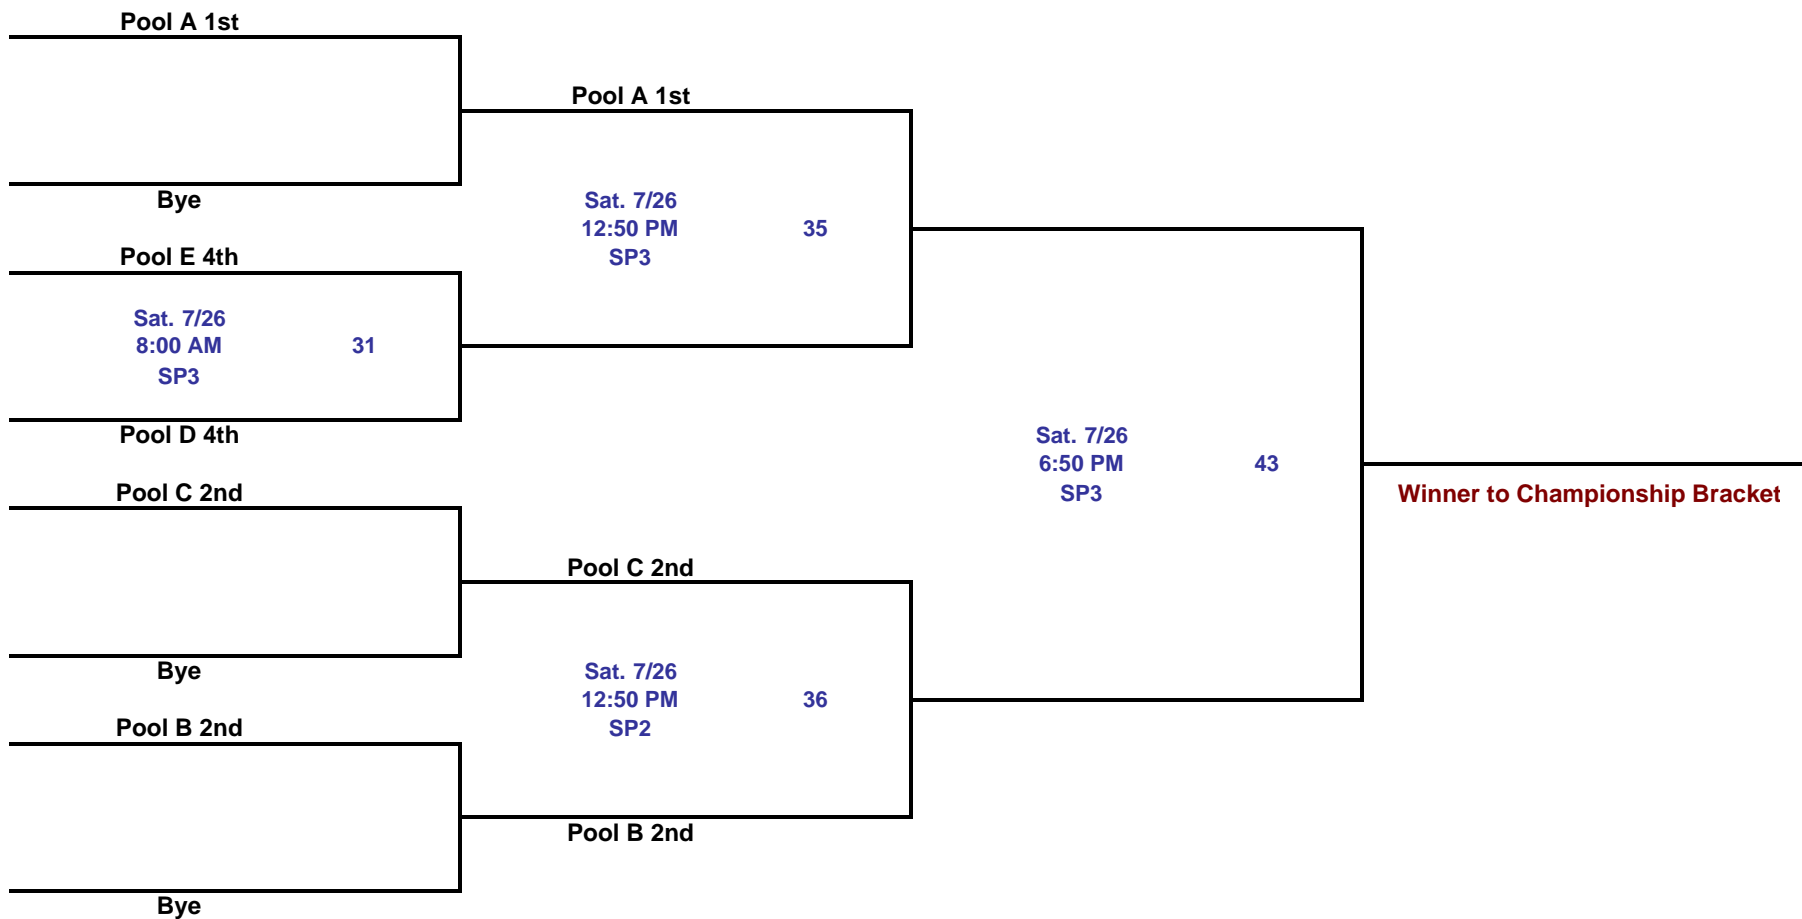 Pool A 1st
Pool A 1st
Bye
Sat. 7/26
12:50 PM 35
SP3
Pool E 4th
Sat. 7/26
8:00 AM 31
SP3
Pool D 4th
Sat. 7/26
6:50 PM 43
SP3
Winner to Championship Bracket
Pool C 2nd
Pool C 2nd
Bye
Sat. 7/26
12:50 PM 36
SP2
Pool B 2nd
Pool B 2nd
Bye